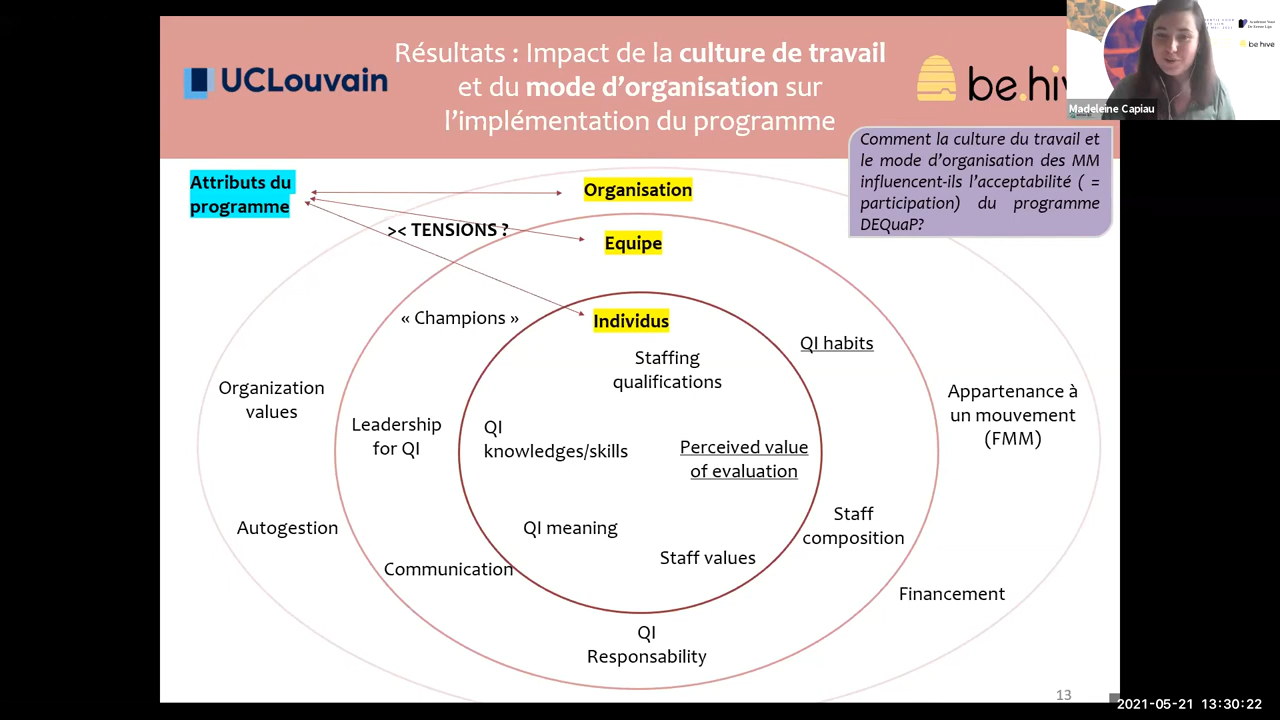 Résultats : Impact de la culture de travail
et du mode d'organisation sur
l'implémentation du programme
UCLouvain
be.hi
be hive
Madeleine Capiau
Comment la culture du travail et
le mode d'organisation des MM
influencent-ils l'acceptabilité ( =
participation) du programme
DEQuaP?
Attributs du
programme
Organisation
>< TENSIONS ?
Equipe
« Champions »
Individus
QI habits
Staffing
qualifications
Organization
values
Appartenance à
un mouvement
(FMM)
Leadership
for QI
QI
knowledges/skills
Perceived value
of evaluation
Autogestion
QI meaning
Staff
composition
Staff values
Communication
Financement
QI
Responsability
13
2021-05-21 13:30:22